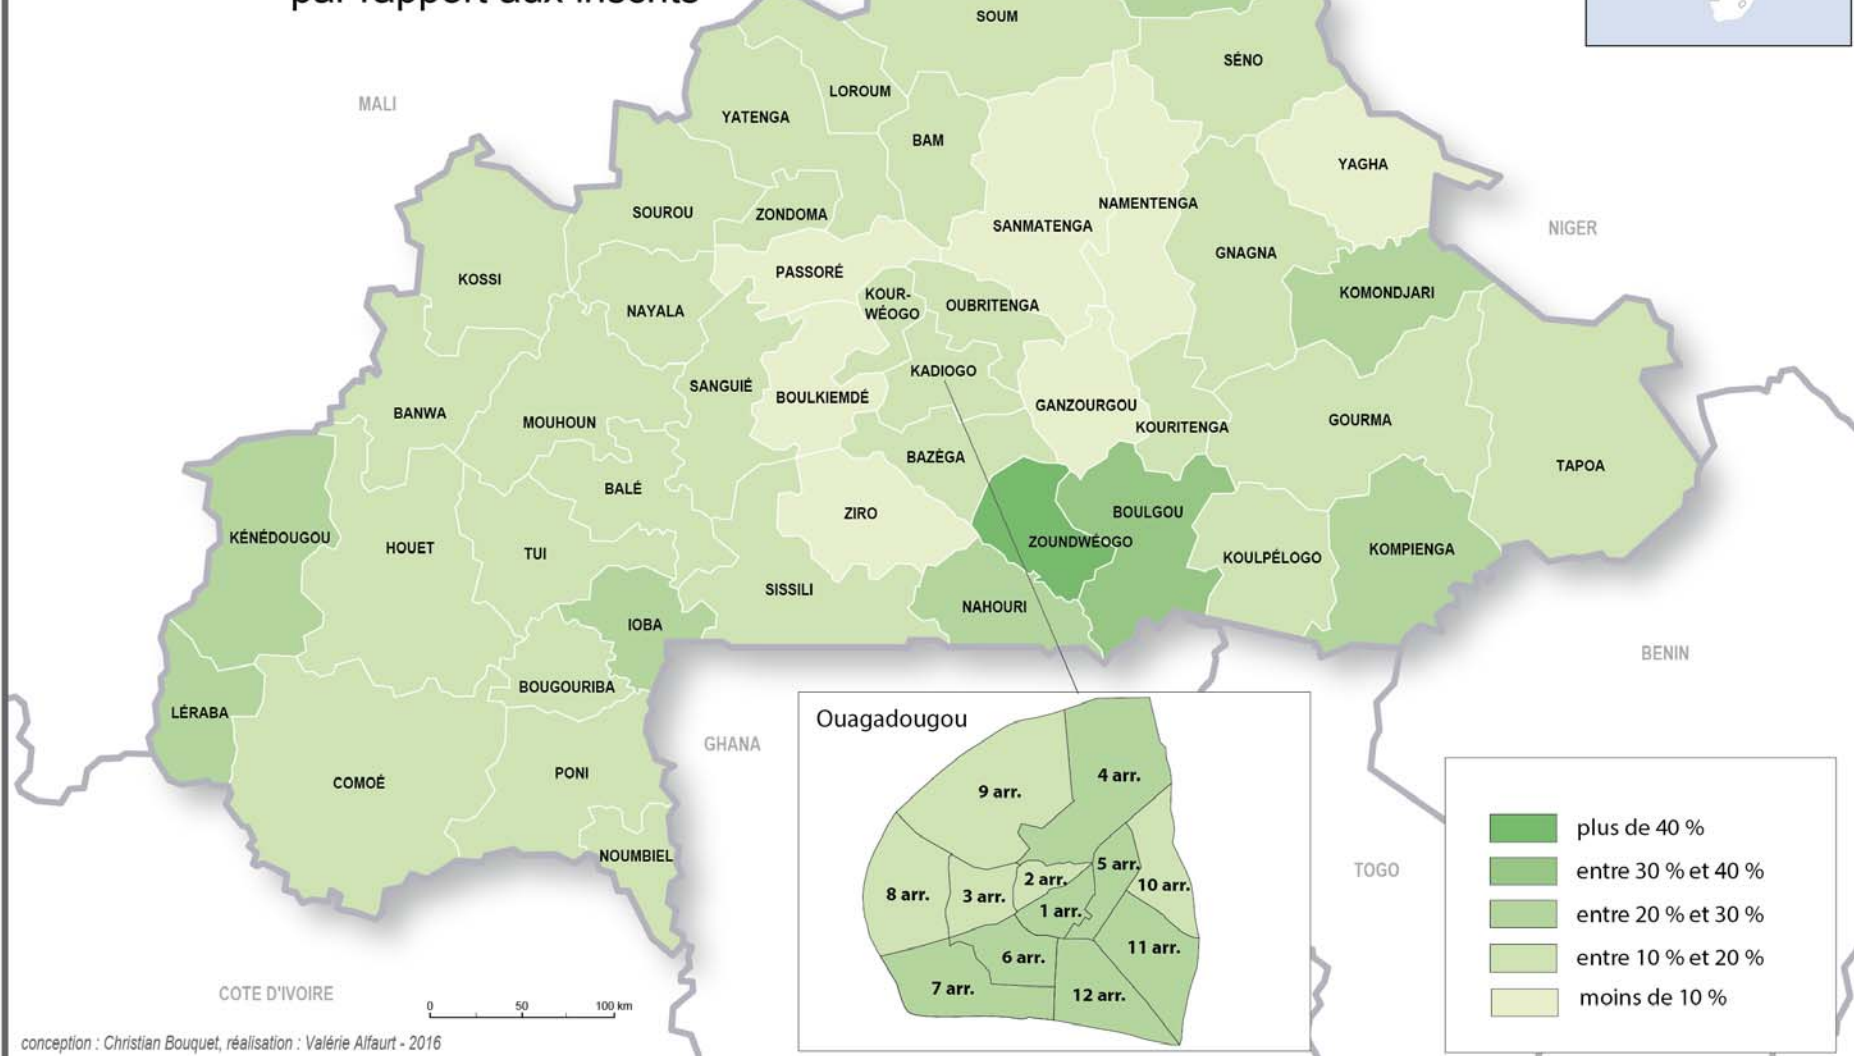 par rapport aux inscrits
SOUM
SÉNO
MALI
LOROUM
YATENGA
BAM
YAGHA
NAMENTENGA
SOUROU
ZONDOMA
SANMATENGA
NIGER
GNAGNA
PASSORÉ
KOSSI
KOMONDJARI
KOUR-
WÉOGO
OUBRITENGA
NAYALA
KADIOGO
SANGUIÉ
BOULKIEMDÉ
GANZOURGOU
BANWA
MOUHOUN
KOURITENGA
GOURMA
BAZÈGA
TAPOA
BALÉ
ZIRO
BOULGOU
KÉNÉDOUGOU
HOUET
TUI
ZOUNDWÉOGO
KOULPÉLOGO
KOMPIENGA
SISSILI
NAHOURI
IOBA
BENIN
BOUGOURIBA
LÉRABA
Ouagadougou
GHANA
COMOÉ
PONI
4 arr.
9 arr.
plus de 40 %
NOUMBIEL
5 arr.
entre 30 % et 40 %
TOGO
2 arr.
10 arr.
8 arr.
3 arr.
1 arr.
entre 20 % et 30 %
11 arr.
6 arr.
entre 10 % et 20 %
7 arr.
12 arr.
moins de 10 %
COTE D'IVOIRE
0 50 100 km
conception : Christian Bouquet, réalisation : Valérie Alfaurt - 2016